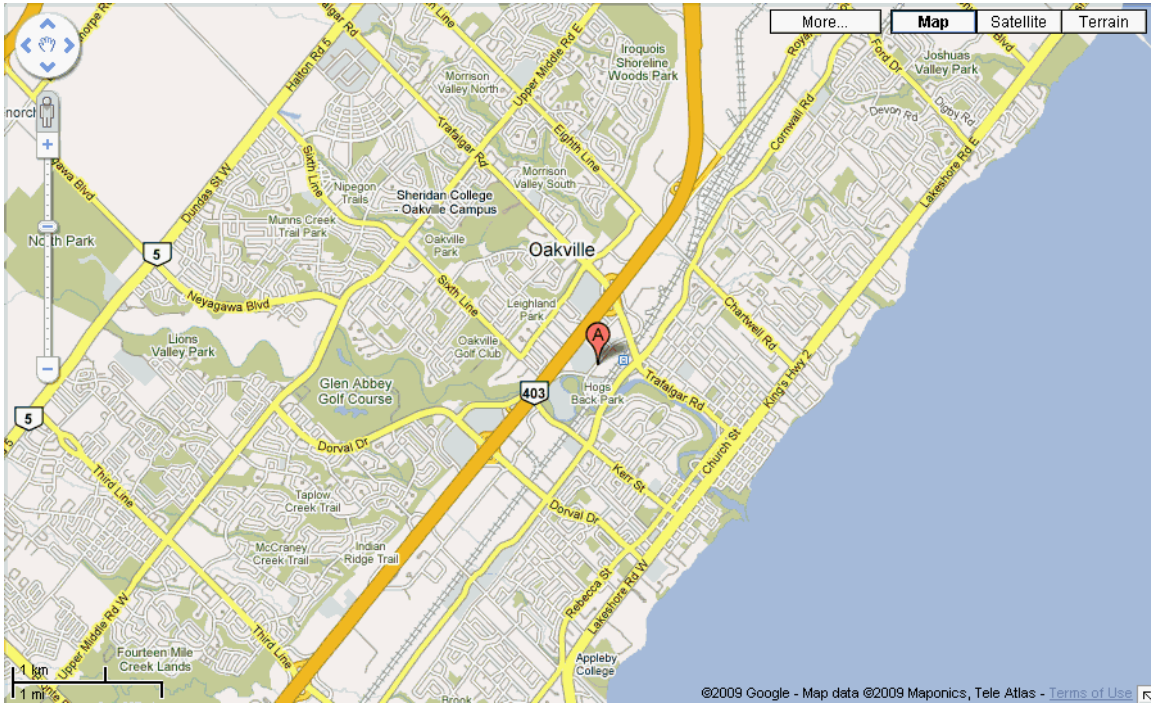 More...
Map
Satellite
Terrain
Iroquois
Shoreline
Woods Park
Joshuas
Valley Park
Ford Dr
Halton Rd 5
Upper Middle Rd E
Morrison
Valley North
Trafalgar Rd
Eighth Line
Cornwall Rd
Devon Rd
Digby Rd
Lakeshore Rd E
Sixth Line
Dundas St W
Nipegon
Trails
Morrison
Valley South
Sheridan College
- Oakville Campus
Munns Creek
Trail Park
Oakville
Park
North Park
5
Oakville
Neyagawa Blvd
Sixth Line
Leighland
Park
Chartwell Rd
Lions
Valley Park
Oakville
Golf Club
A
King's Hwy 2
Glen Abbey
Golf Course
403
Hogs
Back Park
Trafalgar Rd
5
Dorval Dr
Church St
Third Line
Kerr St
Taplow
Creek Trail
Dorval Dr
McCraney
Creek Trail
Indian
Ridge Trail
Rebecca St
Lakeshore Rd W
Upper Middle Rd W
Third Line
Fourteen Mile
Creek Lands
Appleby
College
1 km
1 mi
Brook
©2009 Google - Map data ©2009 Maponics, Tele Atlas - Terms of Use